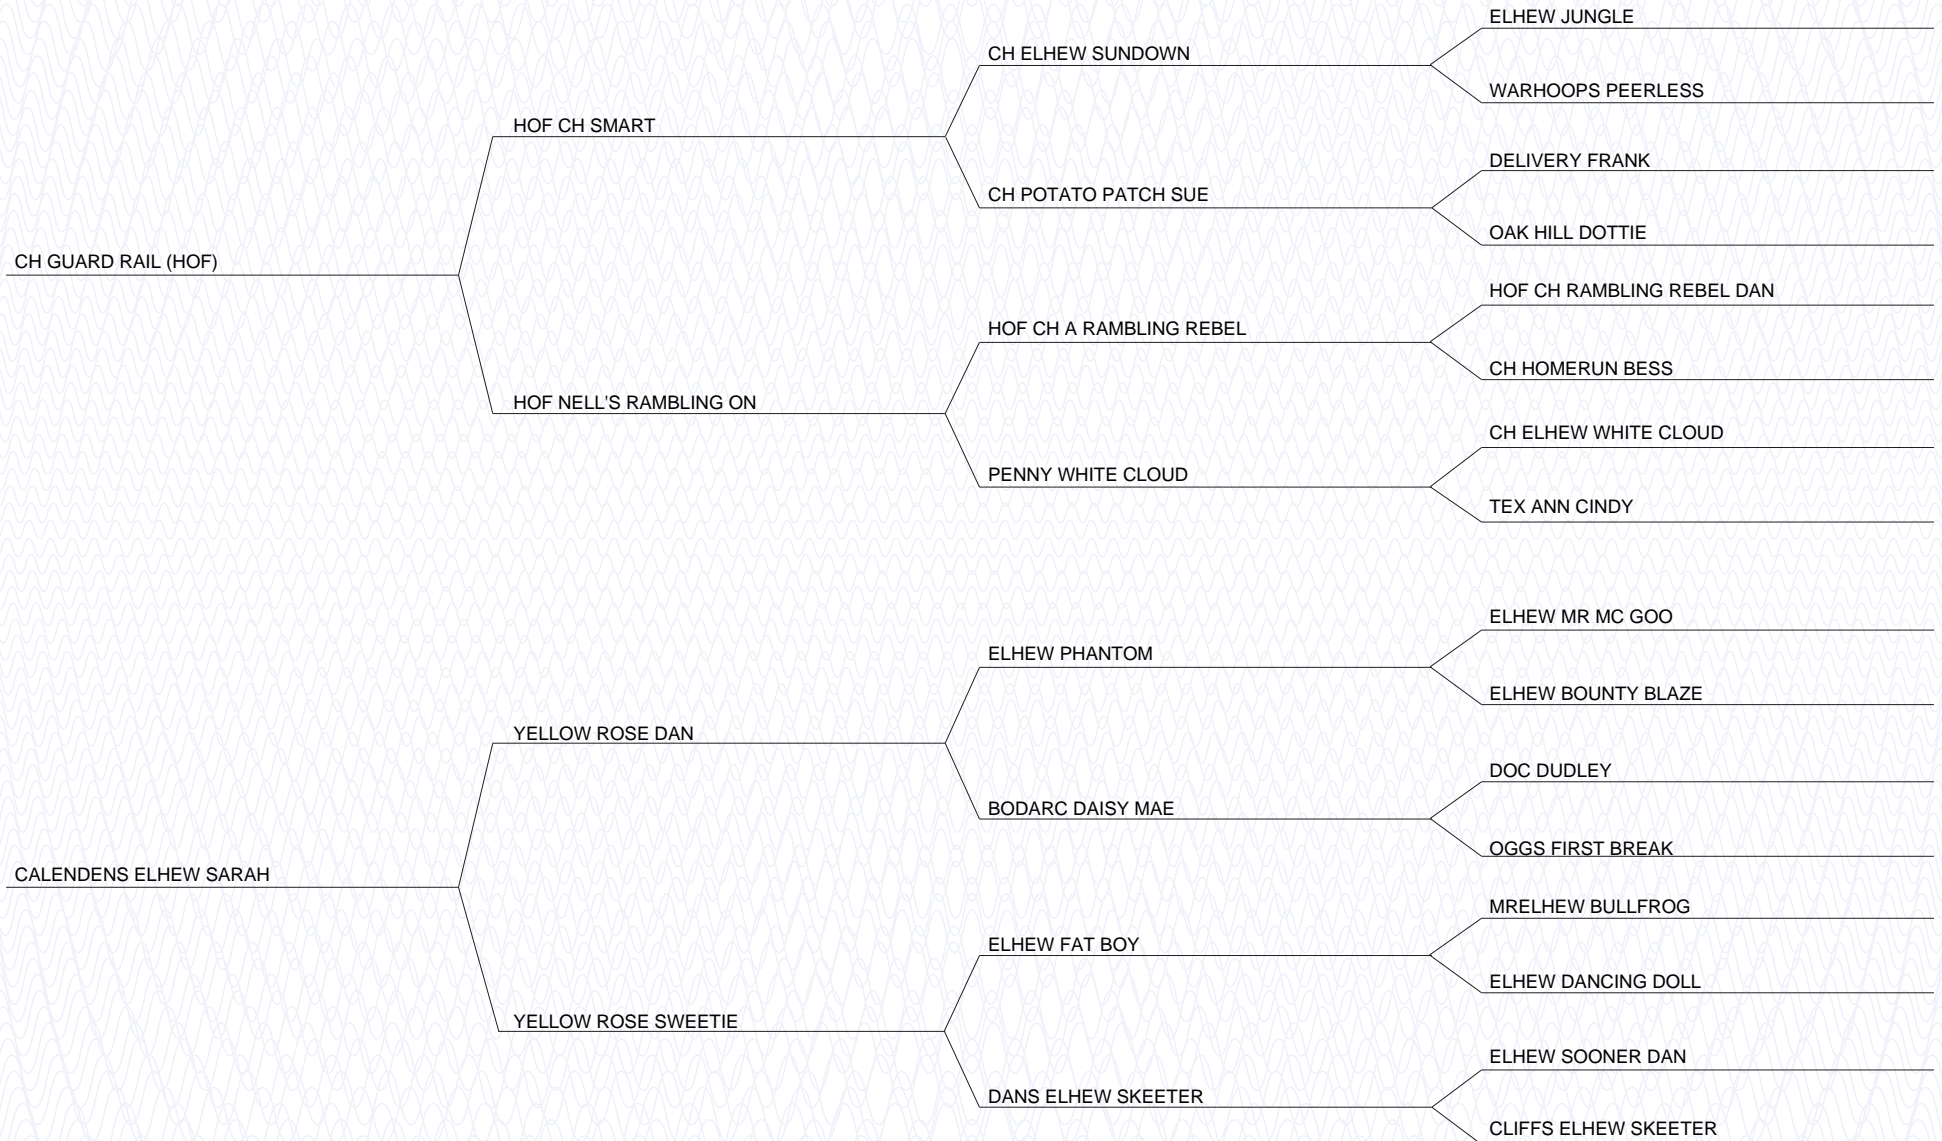 ELHEW JUNGLE
CH ELHEW SUNDOWN
WARHOOPS PEERLESS
HOF CH SMART
DELIVERY FRANK
CH POTATO PATCH SUE
OAK HILL DOTTIE
CH GUARD RAIL (HOF)
HOF CH RAMBLING REBEL DAN
HOF CH A RAMBLING REBEL
CH HOMERUN BESS
HOF NELL'S RAMBLING ON
CH ELHEW WHITE CLOUD
PENNY WHITE CLOUD
TEX ANN CINDY
ELHEW MR MC GOO
ELHEW PHANTOM
ELHEW BOUNTY BLAZE
YELLOW ROSE DAN
DOC DUDLEY
BODARC DAISY MAE
OGGS FIRST BREAK
CALENDENS ELHEW SARAH
MRELHEW BULLFROG
ELHEW FAT BOY
ELHEW DANCING DOLL
YELLOW ROSE SWEETIE
ELHEW SOONER DAN
DANS ELHEW SKEETER
CLIFFS ELHEW SKEETER